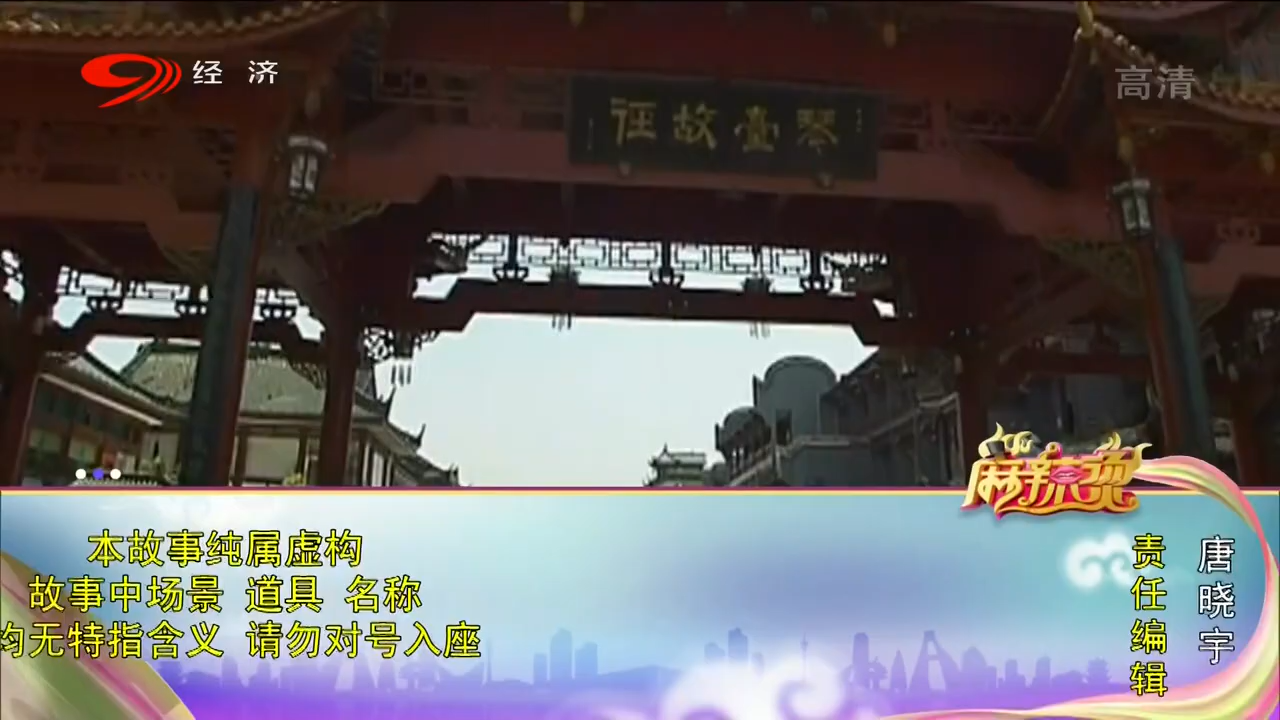 经 济
高清
琴臺故径
麻辣烫
本故事纯属虚构
故事中场景 道具 名称
均无特指含义 请勿对号入座
责任编辑
唐晓宇